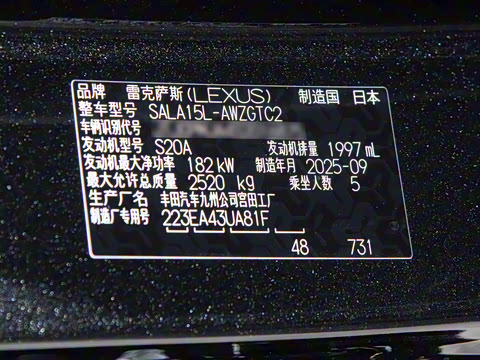 品牌 雷克萨斯(LEXUS) 制造国 日本
整车型号 SALA15L-AWZGTC2
车辆识别代号
发动机型号 S20A 发动机排量 1997 mL
发动机最大净功率 182 kW 制造年月 2025-09
最大允许总质量 2520 kg 乘坐人数 5
生产厂名 丰田汽车九州公司宫田工厂
制造厂专用号 223EA43UA81F
48 731